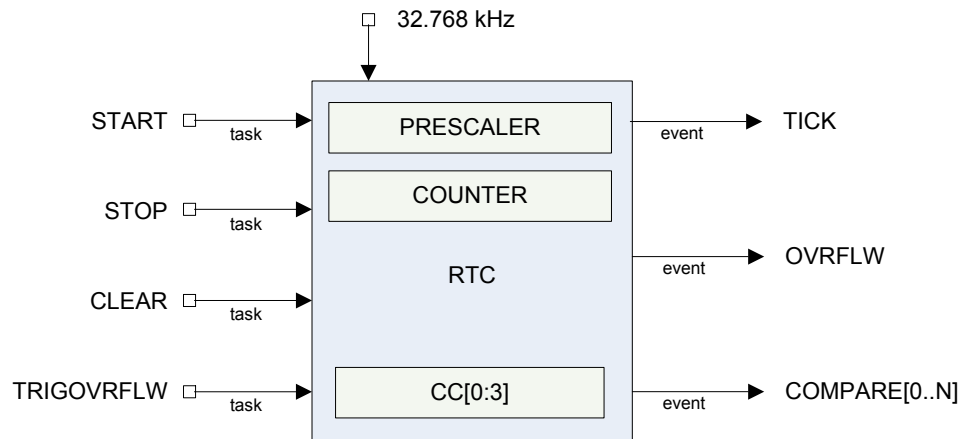 32.768 kHz
START
task
PRESCALER
event
TICK
STOP
task
COUNTER
RTC
event
OVRFLW
CLEAR
task
TRIGOVRFLW
task
CC[0:3]
event
COMPARE[0..N]